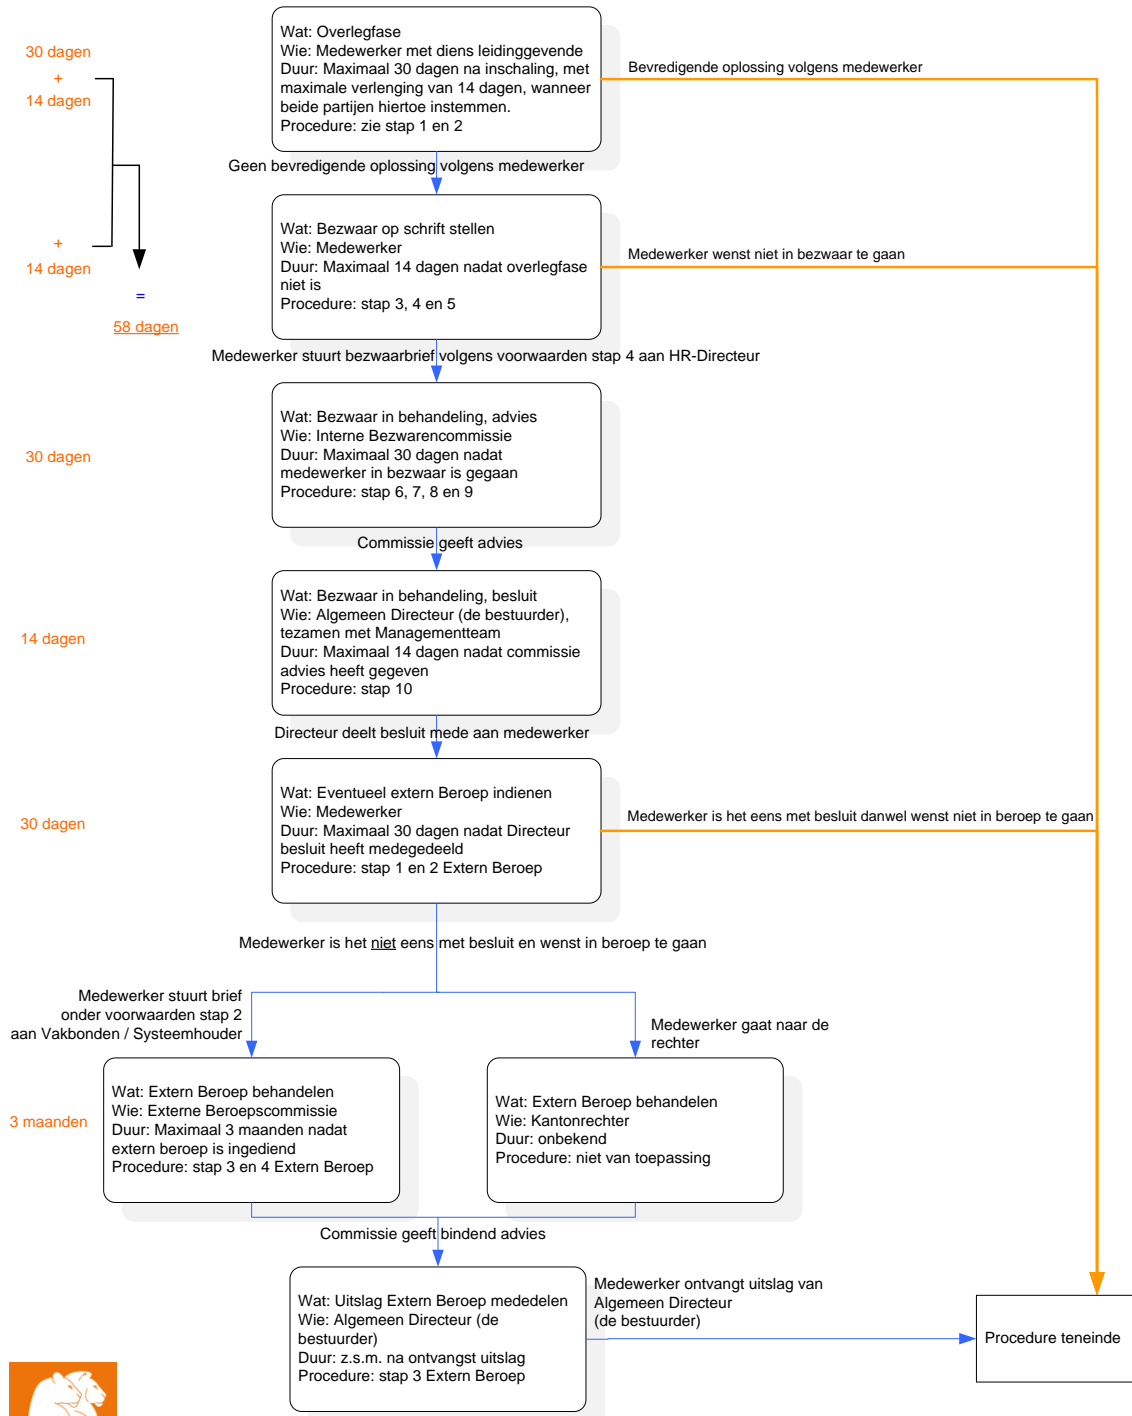 Wat: Overlegfase
Wie: Medewerker met diens leidinggevende
Duur: Maximaal 30 dagen na inschaling, met
maximale verlenging van 14 dagen, wanneer
beide partijen hiertoe instemmen.
Procedure: zie stap 1 en 2
30 dagen
+
14 dagen
Bevredigende oplossing volgens medewerker
Geen bevredigende oplossing volgens medewerker
Wat: Bezwaar op schrift stellen
Wie: Medewerker
Duur: Maximaal 14 dagen nadat overlegfase
niet is
Procedure: stap 3, 4 en 5
+
14 dagen
=
58 dagen
Medewerker wenst niet in bezwaar te gaan
Medewerker stuurt bezwaarbrief volgens voorwaarden stap 4 aan HR-Directeur
Wat: Bezwaar in behandeling, advies
Wie: Interne Bezwarencommissie
Duur: Maximaal 30 dagen nadat
medewerker in bezwaar is gegaan
Procedure: stap 6, 7, 8 en 9
30 dagen
Commissie geeft advies
Wat: Bezwaar in behandeling, besluit
Wie: Algemeen Directeur (de bestuurder),
tezamen met Managementteam
Duur: Maximaal 14 dagen nadat commissie
advies heeft gegeven
Procedure: stap 10
14 dagen
Directeur deelt besluit mede aan medewerker
Wat: Eventueel extern Beroep indienen
Wie: Medewerker
Duur: Maximaal 30 dagen nadat Directeur
besluit heeft medegedeeld
Procedure: stap 1 en 2 Extern Beroep
30 dagen
Medewerker is het eens met besluit danwel wenst niet in beroep te gaan
Medewerker is het niet eens met besluit en wenst in beroep te gaan
Medewerker stuurt brief
onder voorwaarden stap 2
aan Vakbonden / Systeemhouder
Medewerker gaat naar de
rechter
3 maanden
Wat: Extern Beroep behandelen
Wie: Externe Beroepscommissie
Duur: Maximaal 3 maanden nadat
extern beroep is ingediend
Procedure: stap 3 en 4 Extern Beroep
Wat: Extern Beroep behandelen
Wie: Kantonrechter
Duur: onbekend
Procedure: niet van toepassing
Commissie geeft bindend advies
Wat: Uitslag Extern Beroep mededelen
Wie: Algemeen Directeur (de
bestuurder)
Duur: z.s.m. na ontvangst uitslag
Procedure: stap 3 Extern Beroep
Medewerker ontvangt uitslag van
Algemeen Directeur
(de bestuurder)
Procedure teneinde